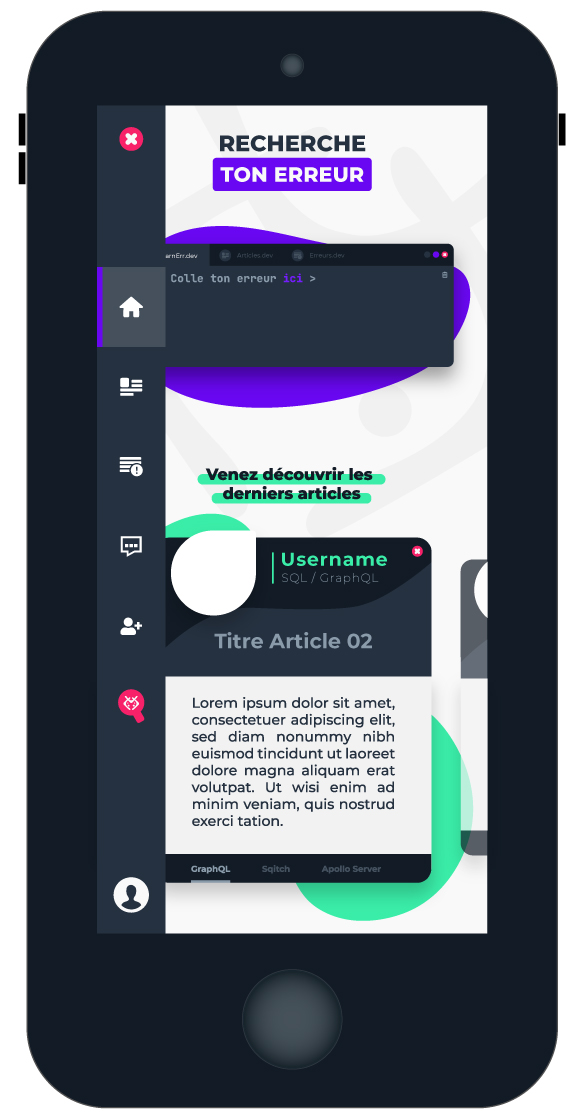 RECHERCHE
TON ERREUR
arnErr.dev Articles.dev Erreurs.dev
Colle ton erreur ici >
Venez découvrir les
derniers articles
Username
SQL / GraphQL
Titre Article 02
Lorem ipsum dolor sit amet,
consectetuer adipiscing elit,
sed diam nonummy nibh
euismod tincidunt ut laoreet
dolore magna aliquam erat
volutpat. Ut wisi enim ad
minim veniam, quis nostrud
exerci tation.
GraphQL Sqitch Apollo Server